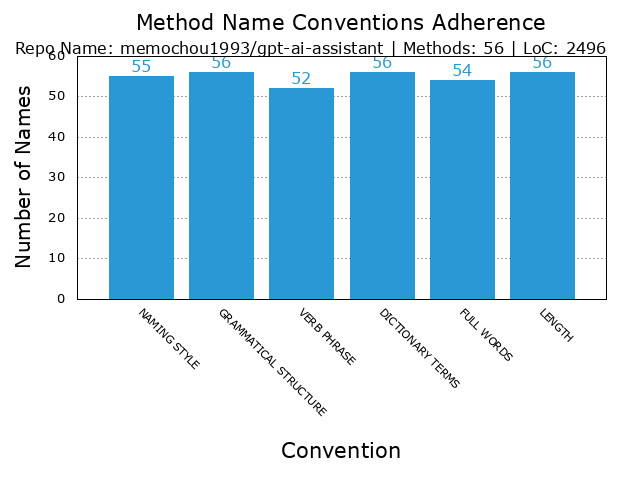 Method Name Conventions Adherence
Repo Name: memochou1993/gpt-ai-assistant | Methods: 56 | LoC: 2496
Number of Names
60
50
40
30
20
10
0
55
56
52
56
54
56
NAMING STYLE
GRAMMATICAL STRUCTURE
VERB PHRASE
DICTIONARY TERMS
FULL WORDS
LENGTH
Convention